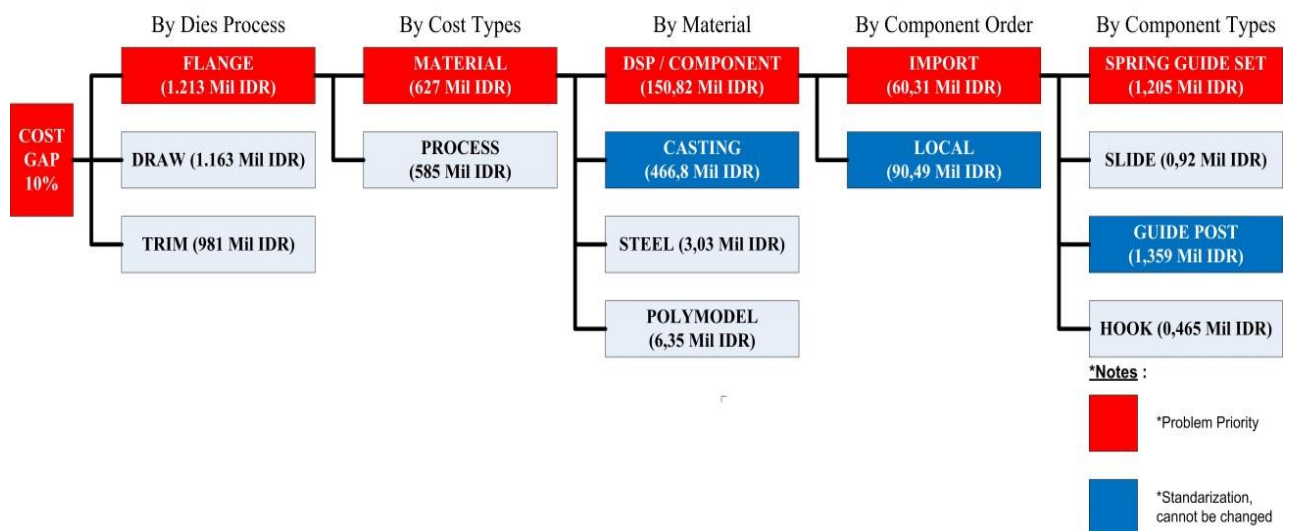 By Dies Process
By Cost Types
By Material
By Component Order
By Component Types
COST
GAP
10%
FLANGE
(1.213 Mil IDR)
DRAW (1.163 Mil IDR)
TRIM (981 Mil IDR)
MATERIAL
(627 Mil IDR)
PROCESS
(585 Mil IDR)
DSP / COMPONENT
(150,82 Mil IDR)
CASTING
(466,8 Mil IDR)
STEEL (3,03 Mil IDR)
POLYMODEL
(6,35 Mil IDR)
IMPORT
(60,31 Mil IDR)
LOCAL
(90,49 Mil IDR)
SPRING GUIDE SET
(1,205 Mil IDR)
SLIDE (0,92 Mil IDR)
GUIDE POST
(1,359 Mil IDR)
HOOK (0,465 Mil IDR)
*Notes :
*Problem Priority
*Standarization,
cannot be changed